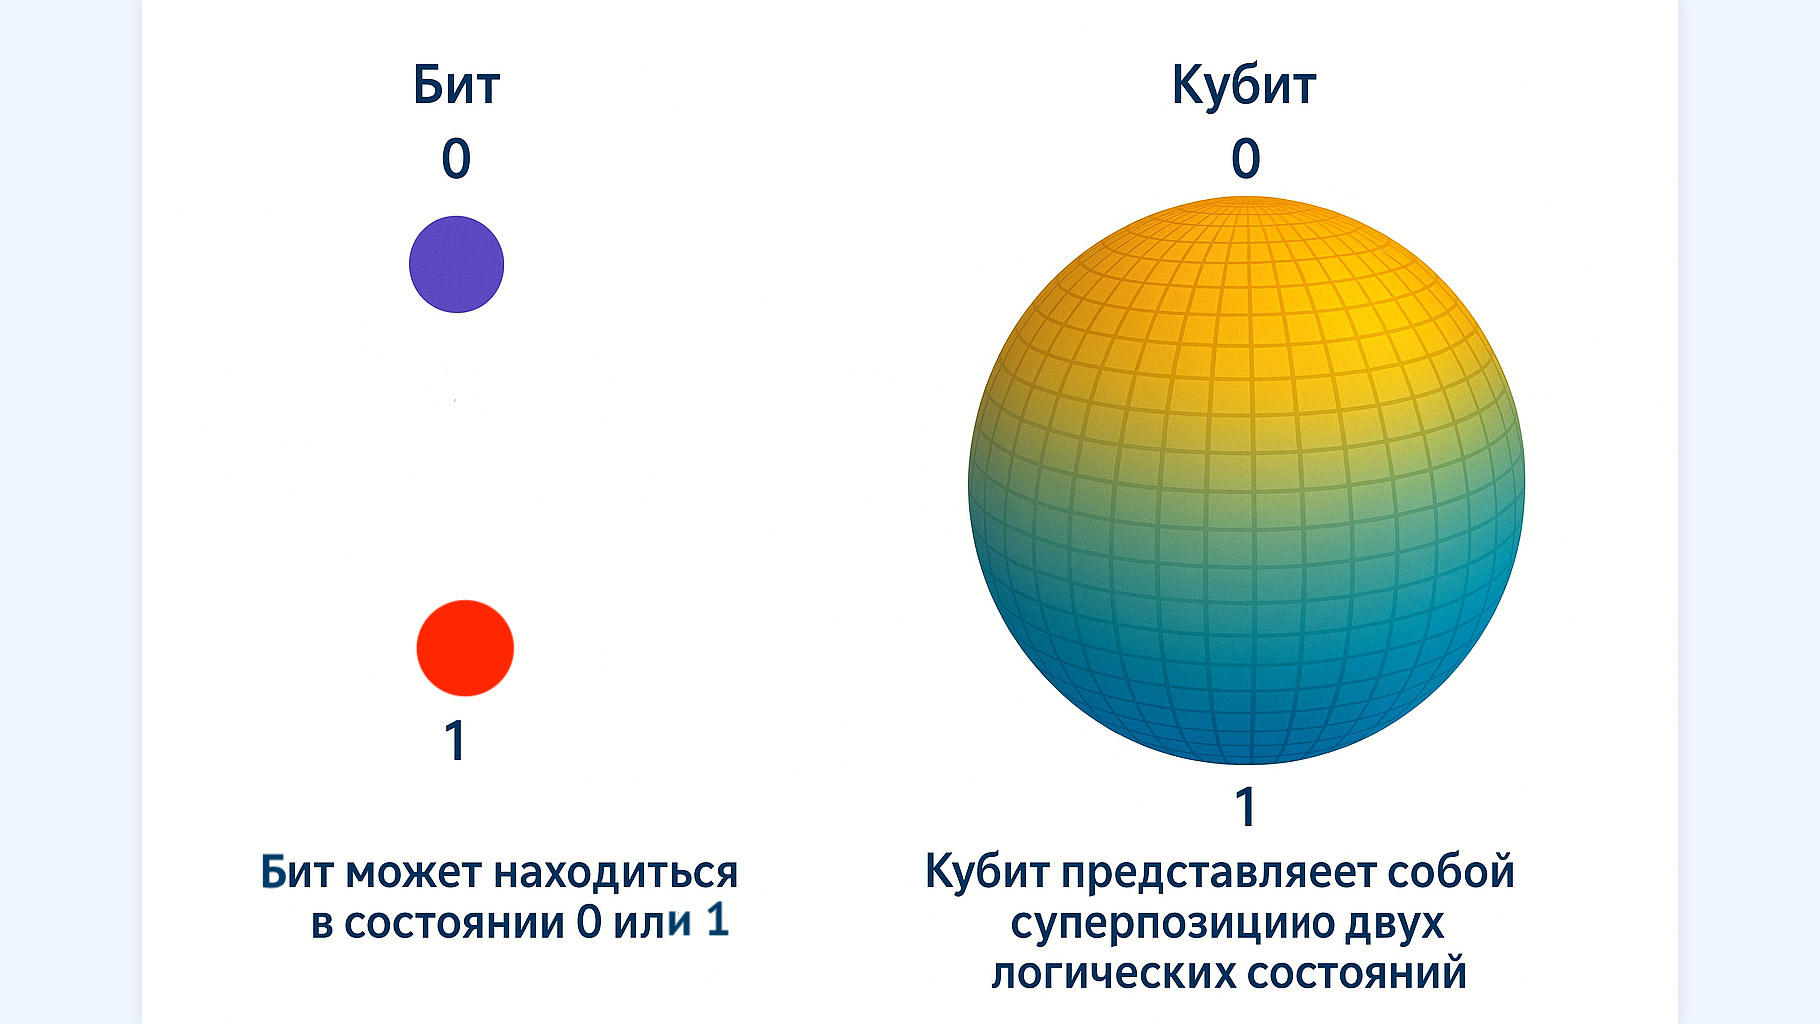 Бит
0
1
Бит может находиться
в состоянии 0 или 1
Кубит
0
1
Кубит представляеет собой
суперпозициию двух
логических состояний